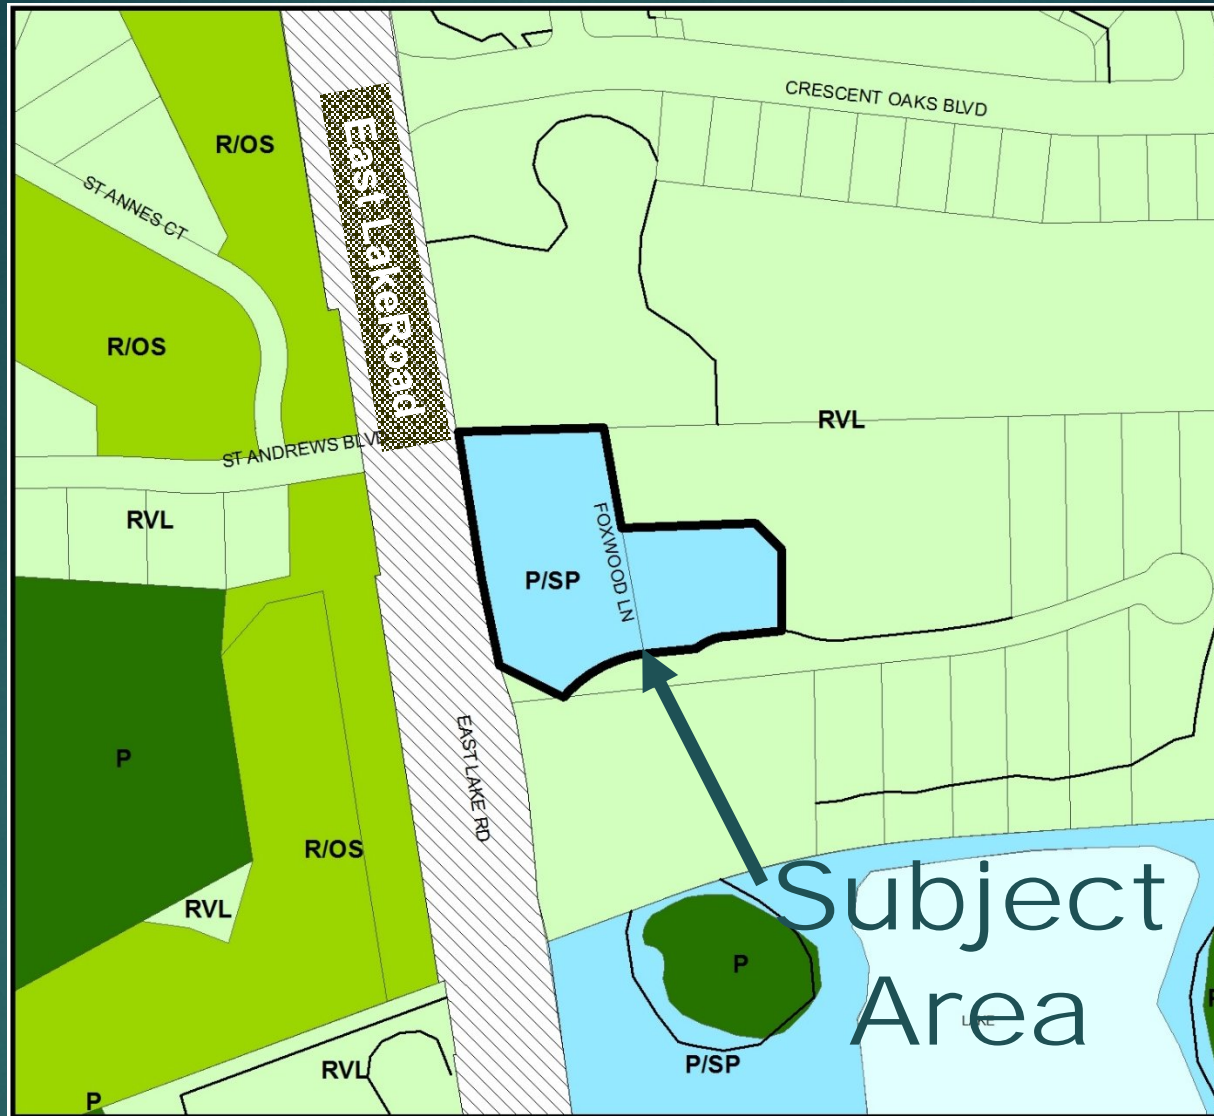 CRESCENT OAKS BLVD
R/OS
East Lake Road
ST ANNES CT
R/OS
RVL
ST ANDREWS BLVD
RVL
FOXWOOD LN
P/SP
P
EAST LAKE RD
R/OS
RVL
Subject
Area
P
LAKE
P/SP
RVL
P